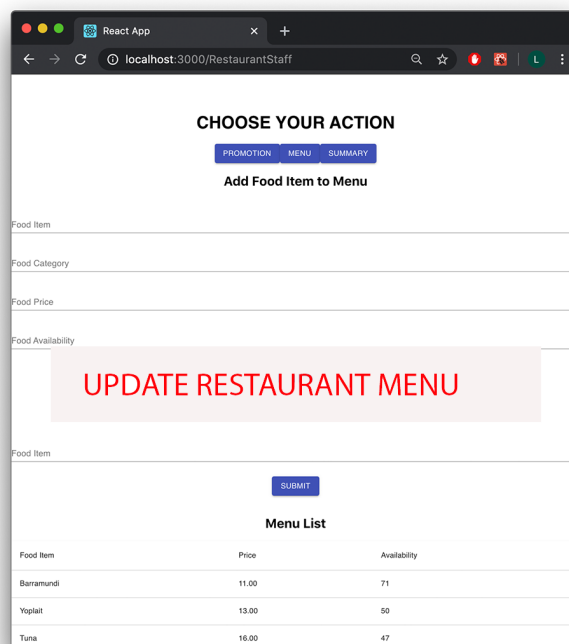 React App
localhost:3000/RestaurantStaff
L
CHOOSE YOUR ACTION
PROMOTION MENU SUMMARY
Add Food Item to Menu
Food Item
Food Category
Food Price
Food Availability
UPDATE RESTAURANT MENU
Food Item
SUBMIT
Menu List
Food Item Price Availability
Barramundi 11.00 71
Yoplait 13.00 50
Tuna 16.00 47